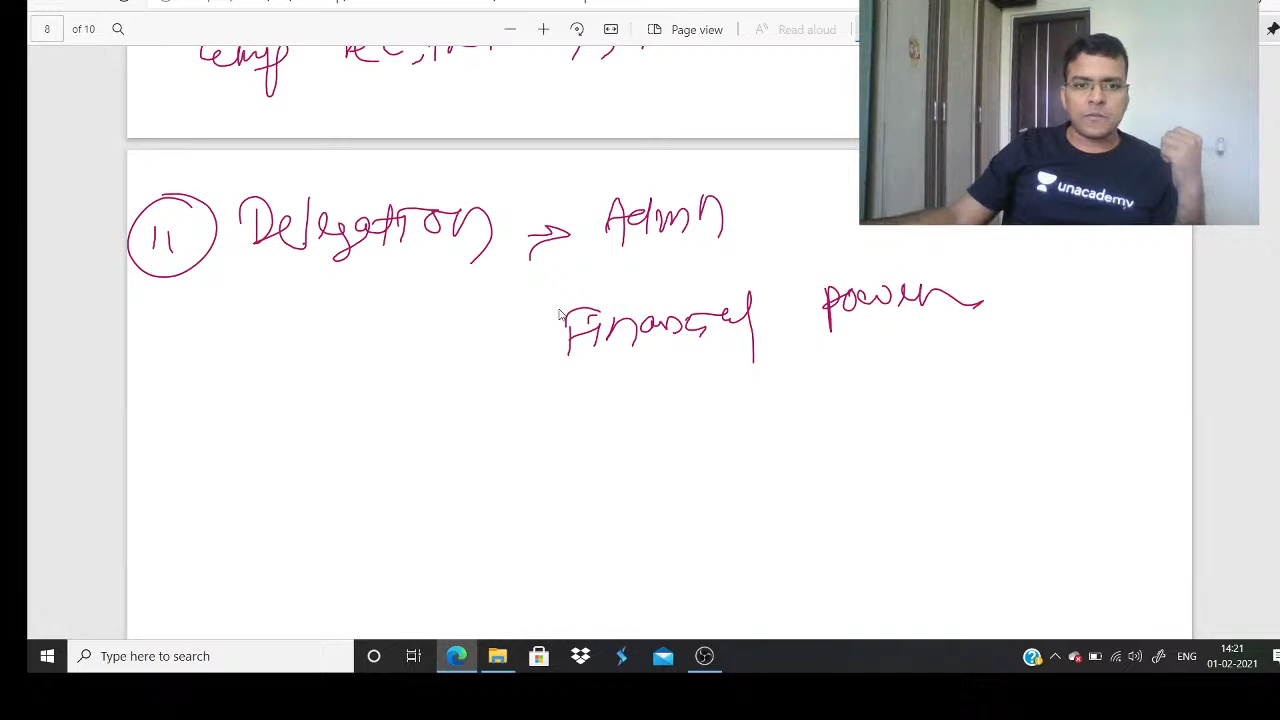 8 of 10 Page view Read aloud
unacademy
11 Delegation → Admn
Financial power
Type here to search
ENG
14:21
01-02-2021